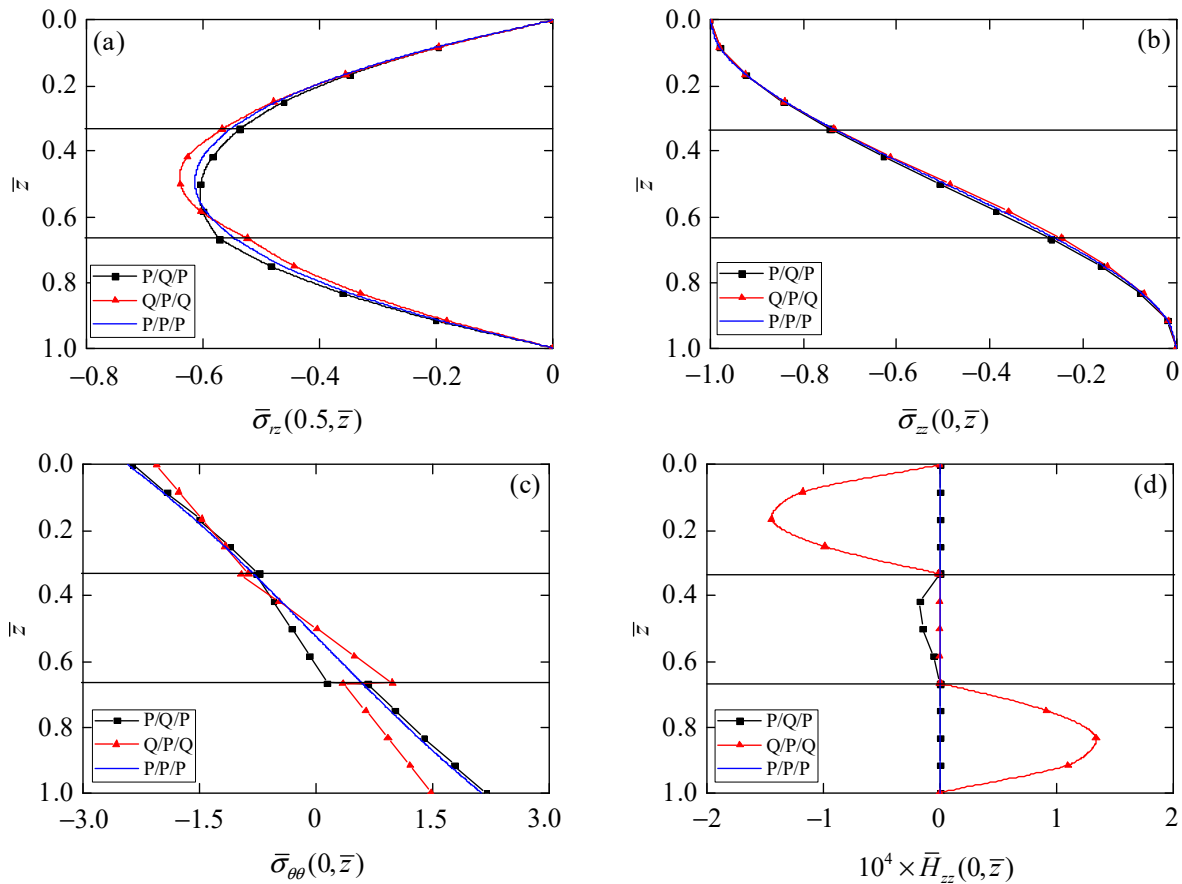 (a)
0.0
0.2
0.4
0.6
0.8
1.0
z̅
P/Q/P
Q/P/Q
P/P/P
−0.8
−0.6
−0.4
−0.2
0
σ̅rz(0.5, z̅)
(b)
0.0
0.2
0.4
0.6
0.8
1.0
z̅
P/Q/P
Q/P/Q
P/P/P
−1.0
−0.8
−0.6
−0.4
−0.2
0
σ̅zz(0, z̅)
(c)
0.0
0.2
0.4
0.6
0.8
1.0
z̅
P/Q/P
Q/P/Q
P/P/P
−3.0
−1.5
0
1.5
3.0
σ̅θθ(0, z̅)
(d)
0.0
0.2
0.4
0.6
0.8
1.0
z̅
P/Q/P
Q/P/Q
P/P/P
−2
−1
0
1
2
10⁴ × H̅zz(0, z̅)